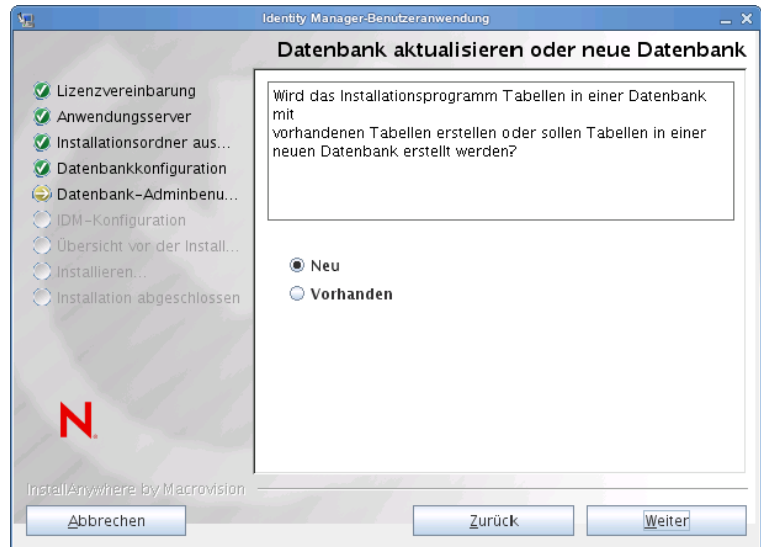 Identity Manager-Benutzeranwendung
Datenbank aktualisieren oder neue Datenbank
Lizenzvereinbarung
Anwendungsserver
Installationsordner aus...
Datenbankkonfiguration
Datenbank-Adminbenu...
IDM-Konfiguration
Übersicht vor der Install...
Installieren...
Installation abgeschlossen
Wird das Installationsprogramm Tabellen in einer Datenbank
mit
vorhandenen Tabellen erstellen oder sollen Tabellen in einer
neuen Datenbank erstellt werden?
Neu
Vorhanden
N
InstallAnywhere by Macrovision
Abbrechen
Zurück
Weiter